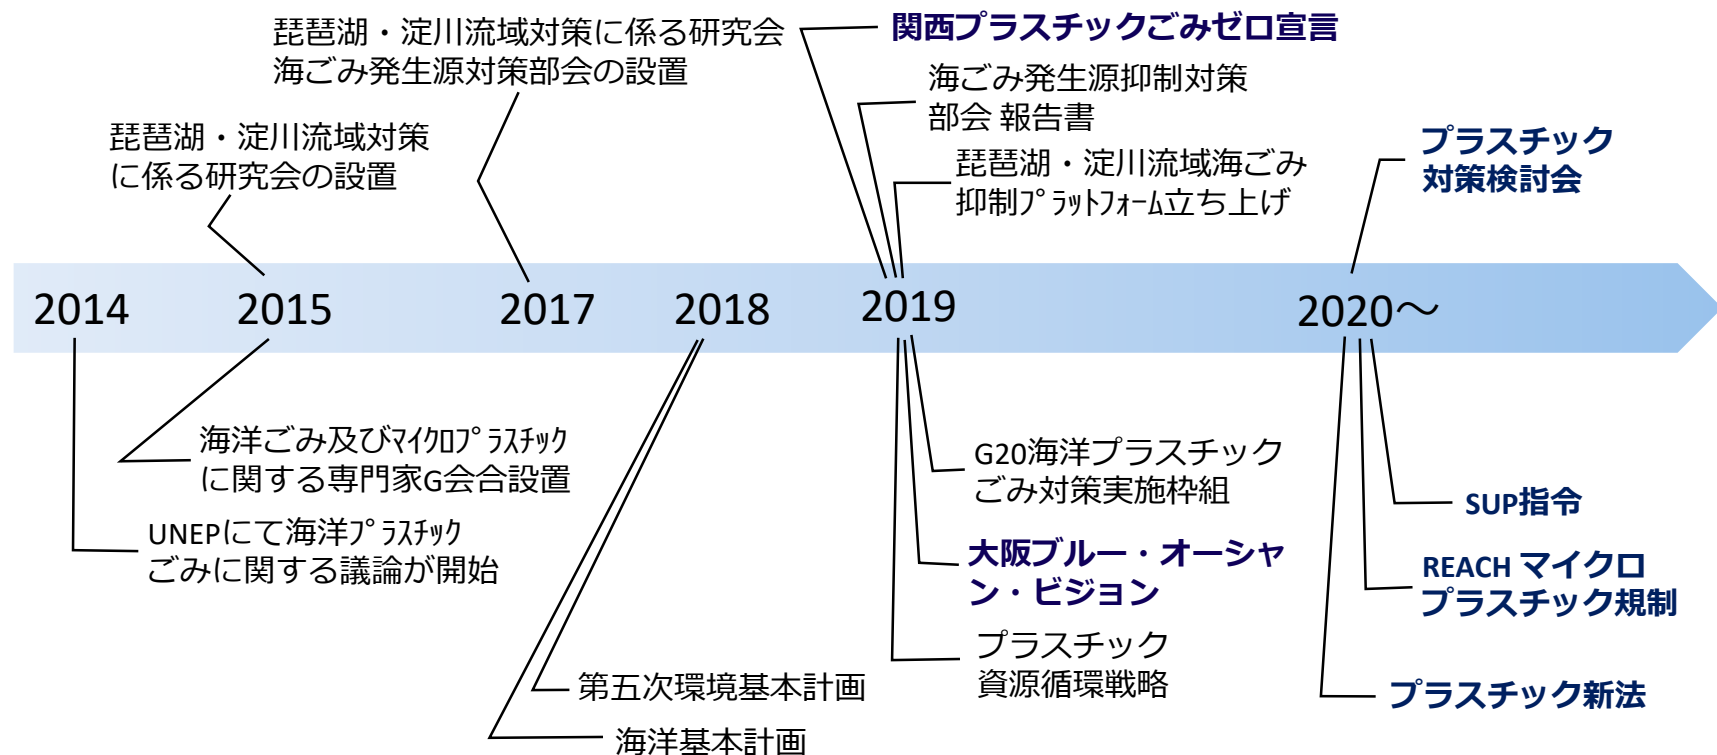 琵琶湖・淀川流域対策に係る研究会
海ごみ発生源対策部会の設置
関西プラスチックごみゼロ宣言
海ごみ発生源抑制対策
部会 報告書
琵琶湖・淀川流域対策
に係る研究会の設置
琵琶湖・淀川流域海ごみ
抑制ﾌﾟﾗｯﾄﾌｫｰﾑ立ち上げ
プラスチック
対策検討会
2014
2015
2017
2018
2019
2020～
海洋ごみ及びﾏｲｸﾛﾌﾟﾗｽﾁｯｸ
に関する専門家G会合設置
UNEPにて海洋ﾌﾟﾗｽﾁｯｸ
ごみに関する議論が開始
第五次環境基本計画
海洋基本計画
G20海洋プラスチック
ごみ対策実施枠組
大阪ブルー・オーシャ
ン・ビジョン
プラスチック
資源循環戦略
SUP指令
REACH マイクロ
プラスチック規制
プラスチック新法